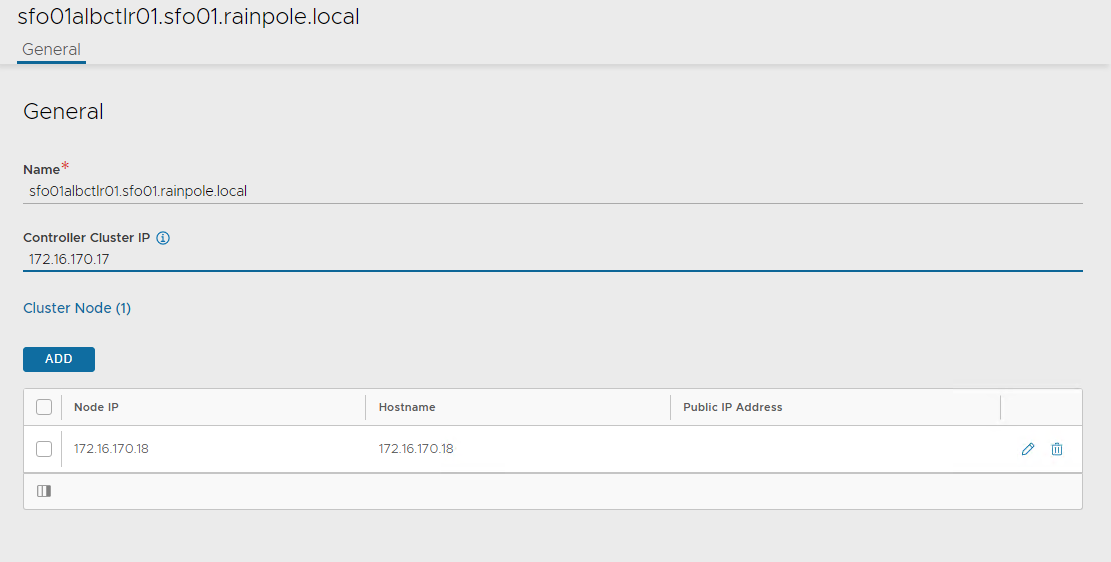 sfo01albctlr01.sfo01.rainpole.local
General
General
Name*
sfo01albctlr01.sfo01.rainpole.local
Controller Cluster IP
172.16.170.17
Cluster Node (1)
ADD
Node IP Hostname Public IP Address
172.16.170.18 172.16.170.18